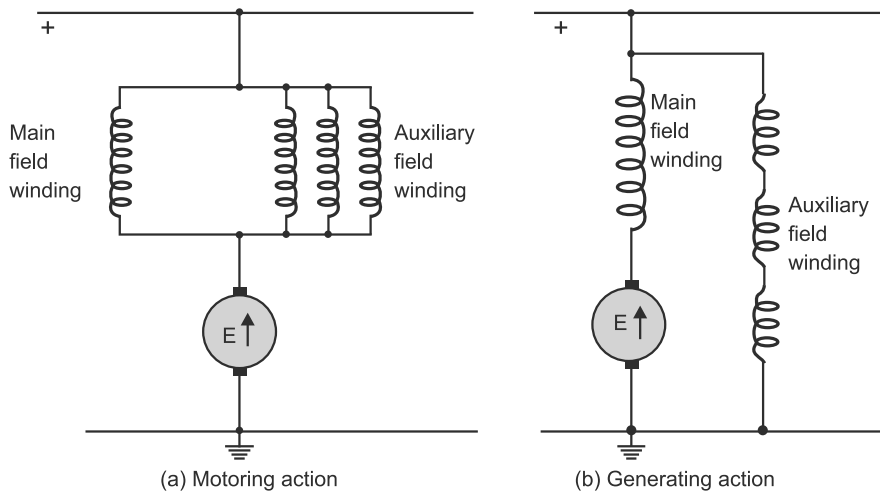 +
Main
field
winding
Auxiliary
field
winding
E
(a) Motoring action
+
Main
field
winding
Auxiliary
field
winding
E
(b) Generating action